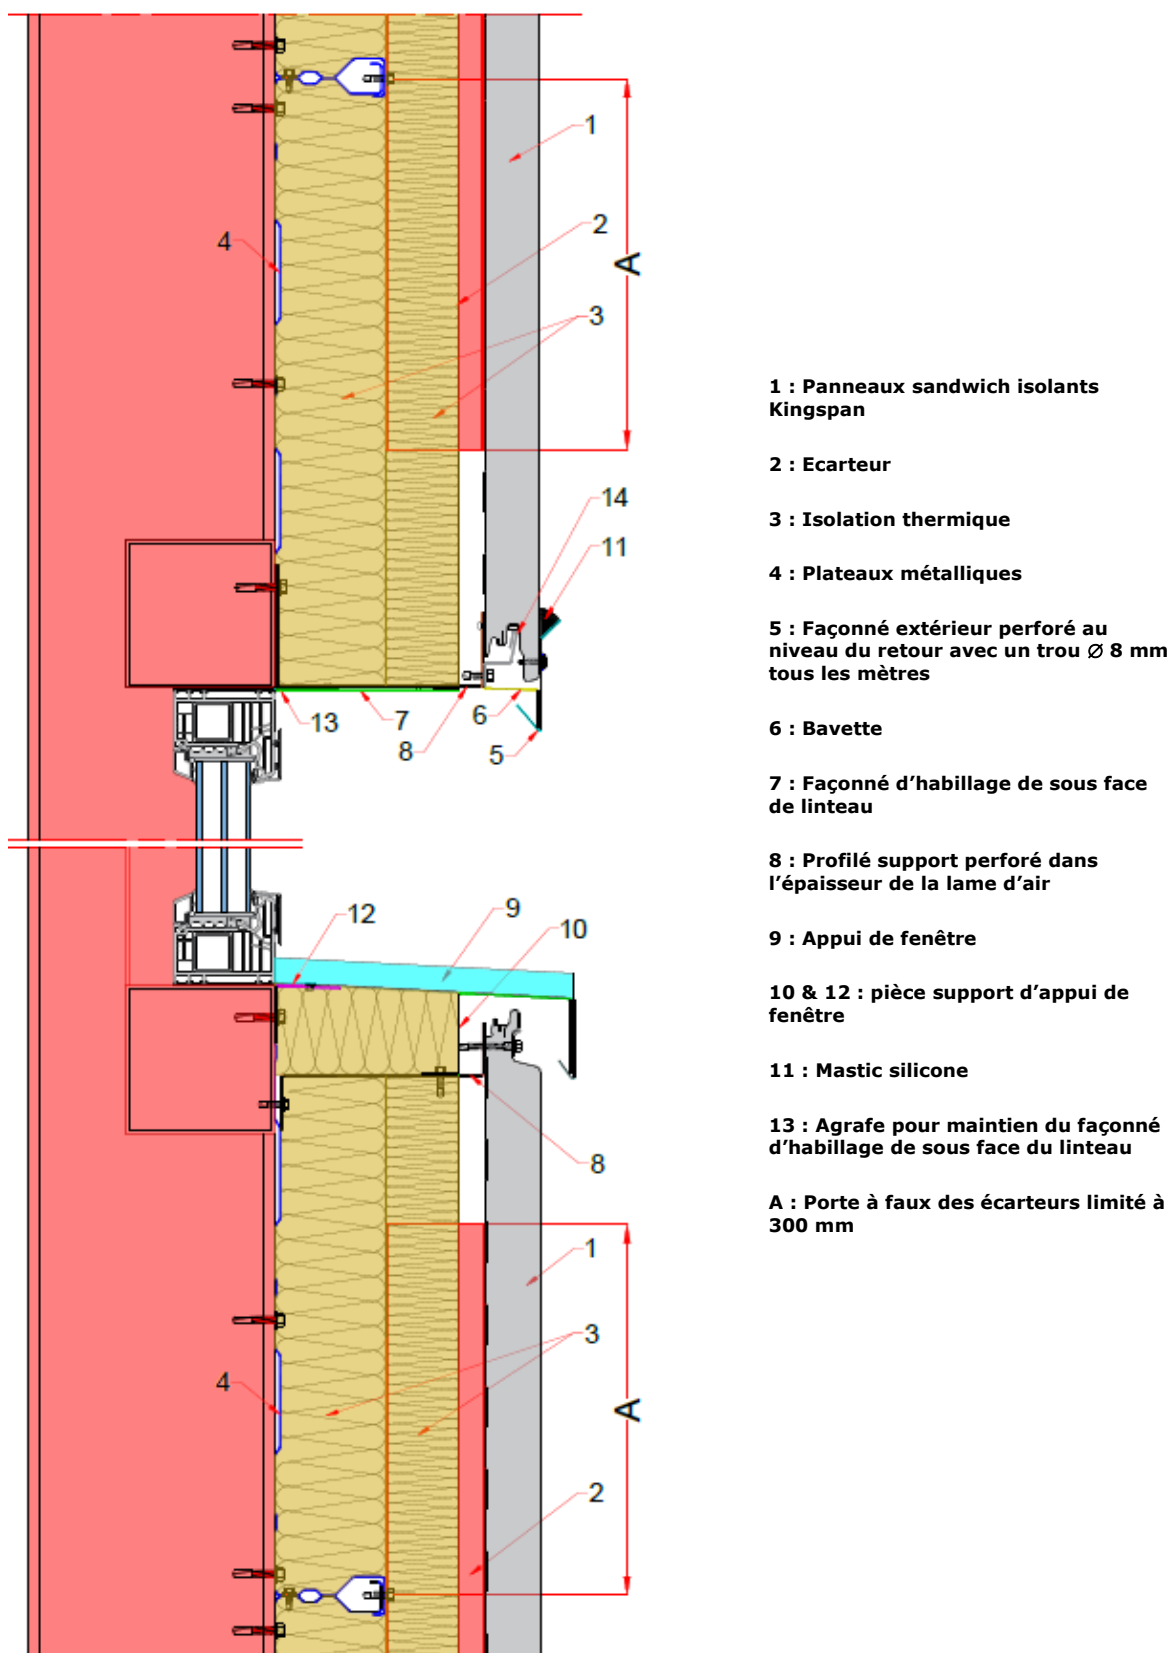 1
2
4
A
3
14
11
13
7
8
6
5
12
9
10
8
1
3
4
A
2
1 : Panneaux sandwich isolants
Kingspan
2 : Ecarteur
3 : Isolation thermique
4 : Plateaux métalliques
5 : Façonné extérieur perforé au
niveau du retour avec un trou ∅ 8 mm
tous les mètres
6 : Bavette
7 : Façonné d’habillage de sous face
de linteau
8 : Profilé support perforé dans
l’épaisseur de la lame d’air
9 : Appui de fenêtre
10 & 12 : pièce support d’appui de
fenêtre
11 : Mastic silicone
13 : Agrafe pour maintien du façonné
d’habillage de sous face du linteau
A : Porte à faux des écarteurs limité à
300 mm